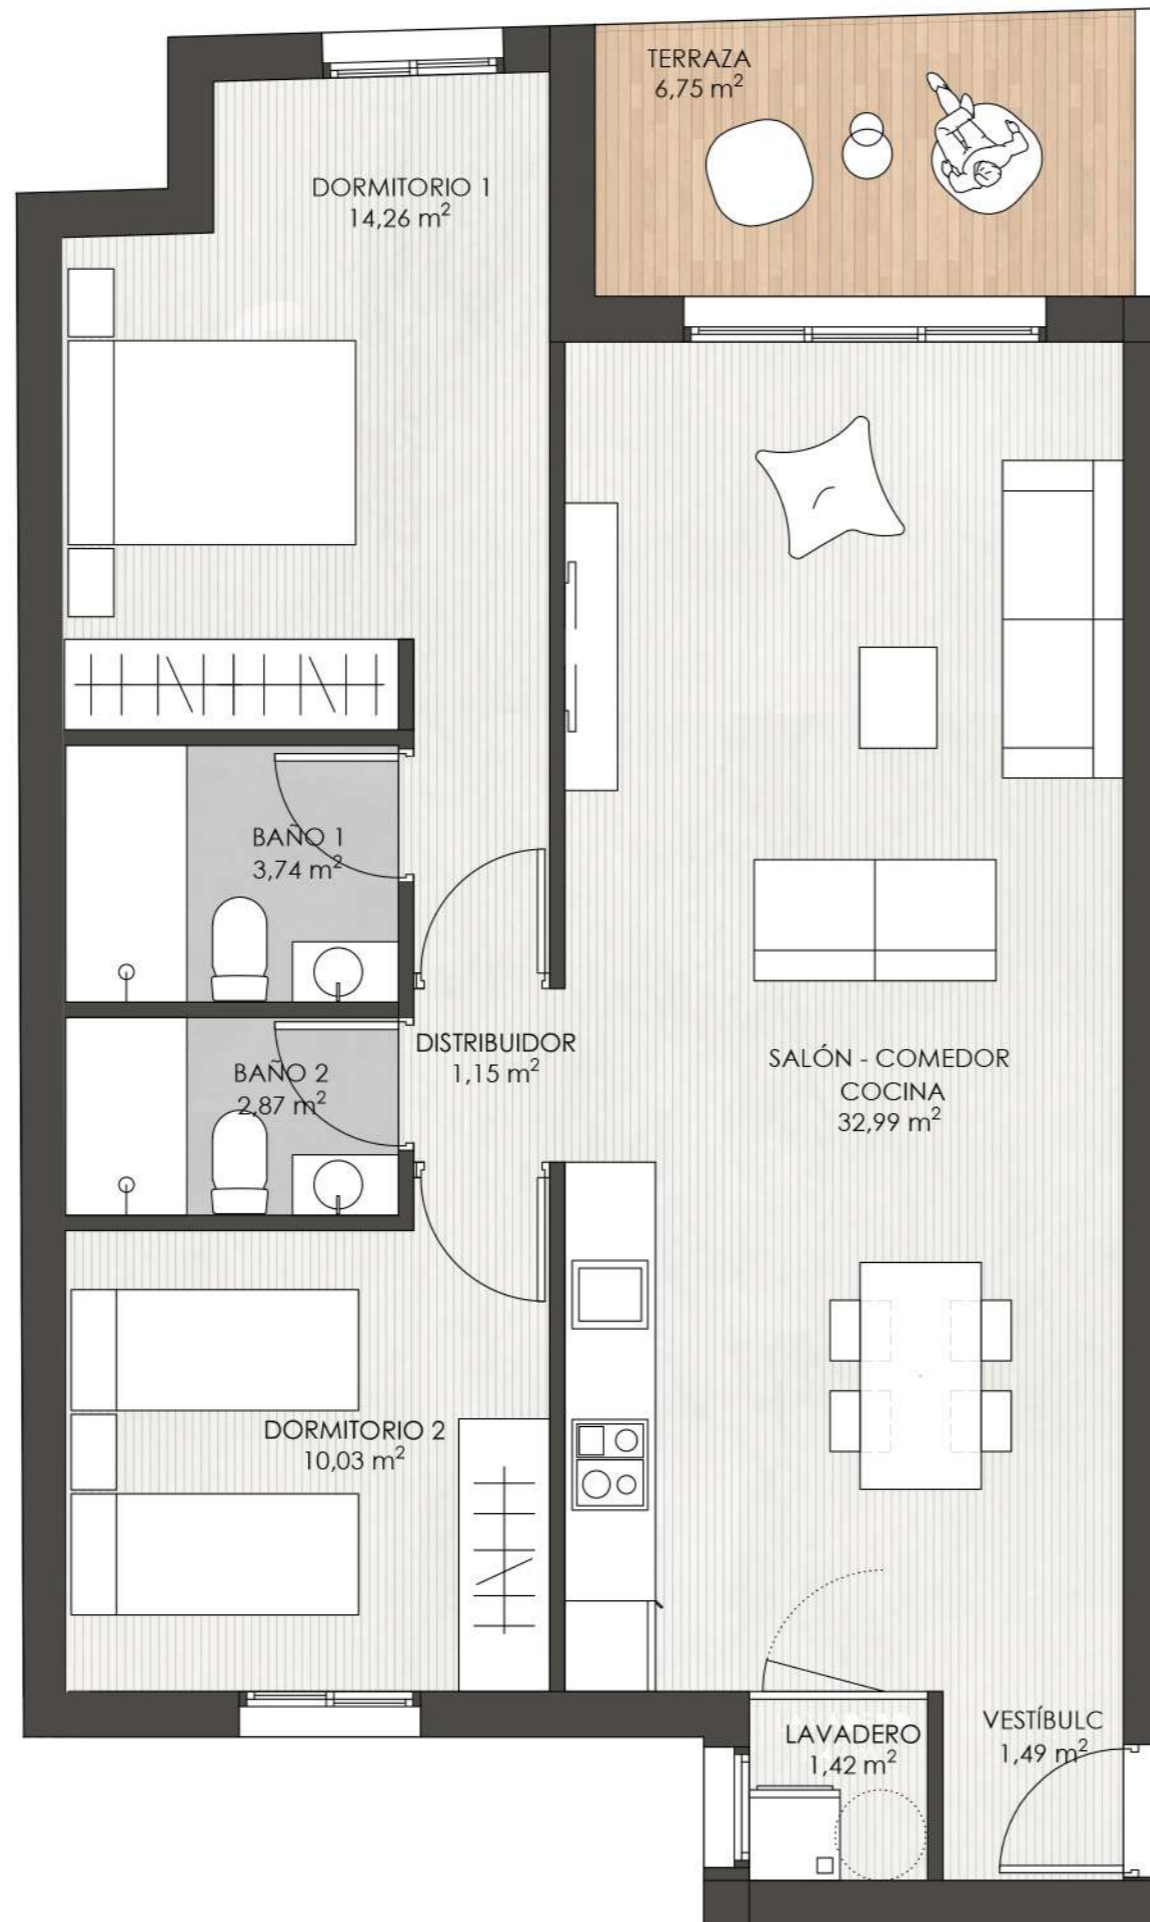 TERRAZA
6,75 m²
DORMITORIO 1
14,26 m²
BAÑO 1
3,74 m²
DISTRIBUIDOR
1,15 m²
BAÑO 2
2,87 m²
SALÓN - COMEDOR
COCINA
32,99 m²
DORMITORIO 2
10,03 m²
LAVADERO
1,42 m²
VESTÍBULC
1,49 m²